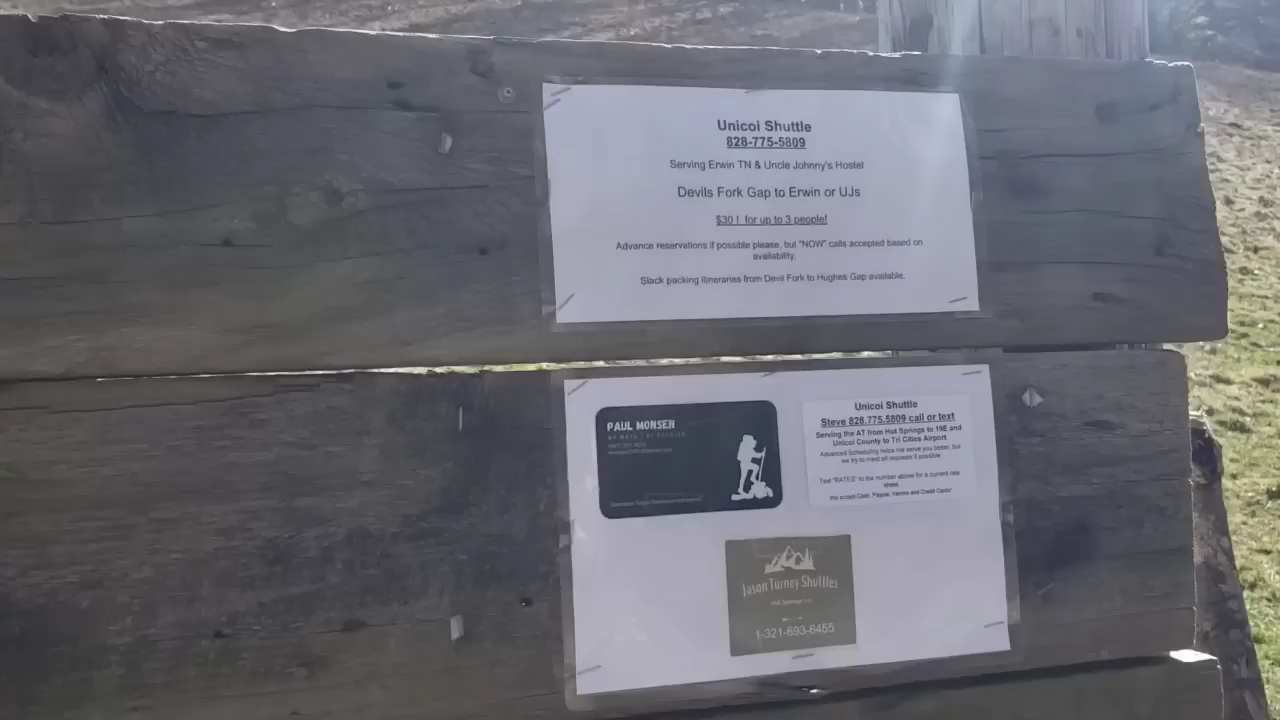 Unicoi Shuttle
828-775-5809
Serving Erwin TN & Uncle Johnny's Hostel
Devils Fork Gap to Erwin or UJs
$30 ! for up to 3 people!
Advance reservations if possible please, but "NOW" calls accepted based on
availability.
Slack packing itineraries from Devil Fork to Hughes Gap available.
PAUL MONSEN
Unicoi Shuttle
Steve 828.775.5809 call or text
Serving the AT from Hot Springs to 19E and
Unicoi County to Tri Cities Airport
Advanced Scheduling helps me serve you better, but
we try to meet all requests if possible
Text "RATES" to the number above for a current rate
sheet.
We accept Cash, Paypal, Venmo and Credit Cards"
Jason Turney Shuttles
1-321-693-6455